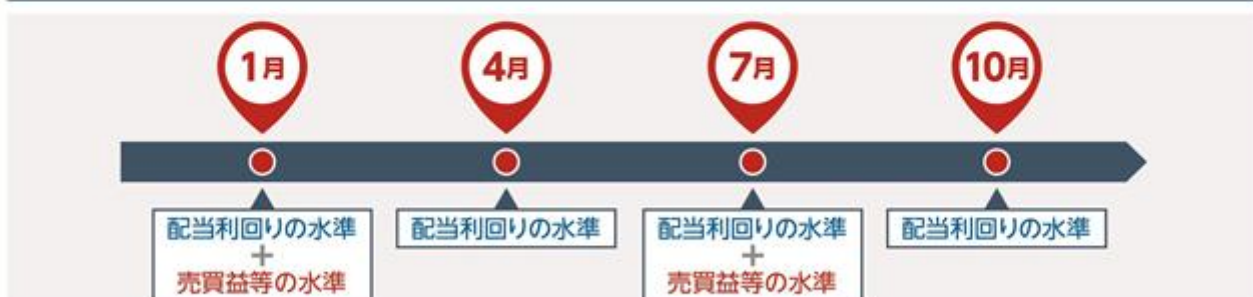 1月
4月
7月
10月
配当利回りの水準
+
売買益等の水準
配当利回りの水準
配当利回りの水準
+
売買益等の水準
配当利回りの水準